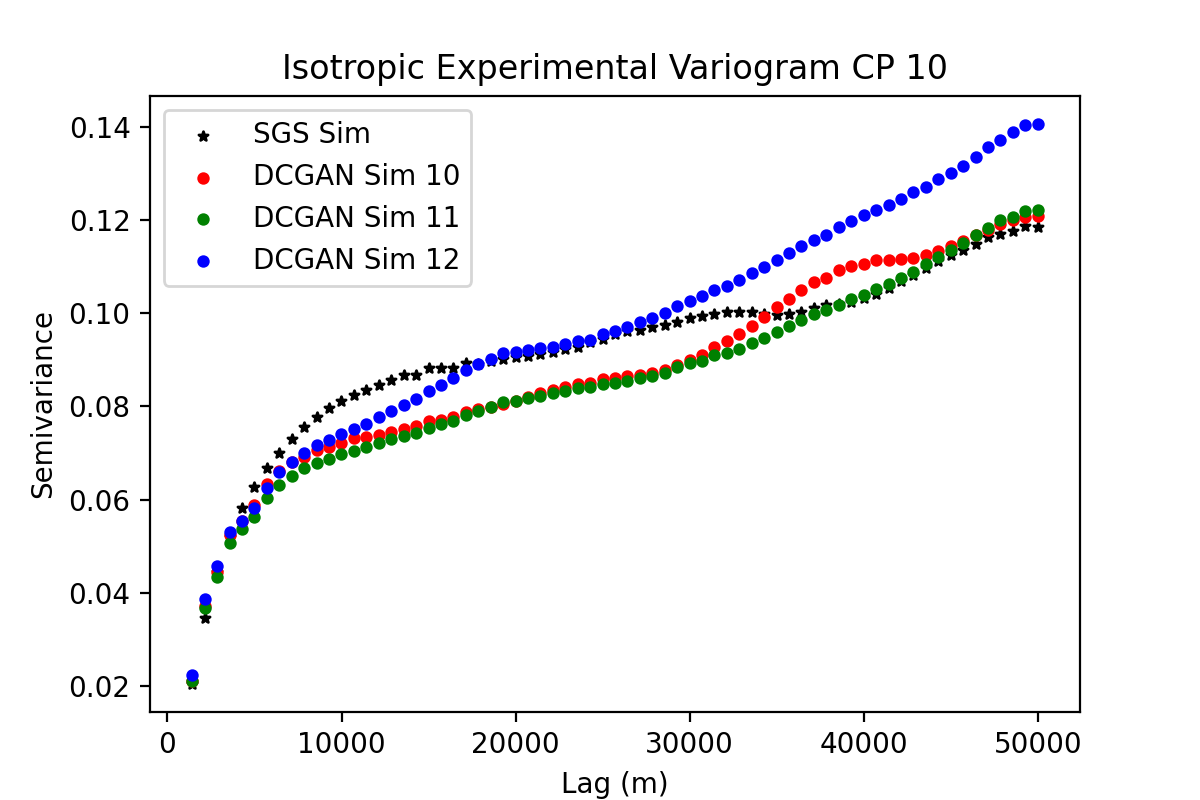 Isotropic Experimental Variogram CP 10
SGS Sim
DCGAN Sim 10
DCGAN Sim 11
DCGAN Sim 12
0.14
0.12
0.10
0.08
0.06
0.04
0.02
Semivariance
0 10000 20000 30000 40000 50000
Lag (m)